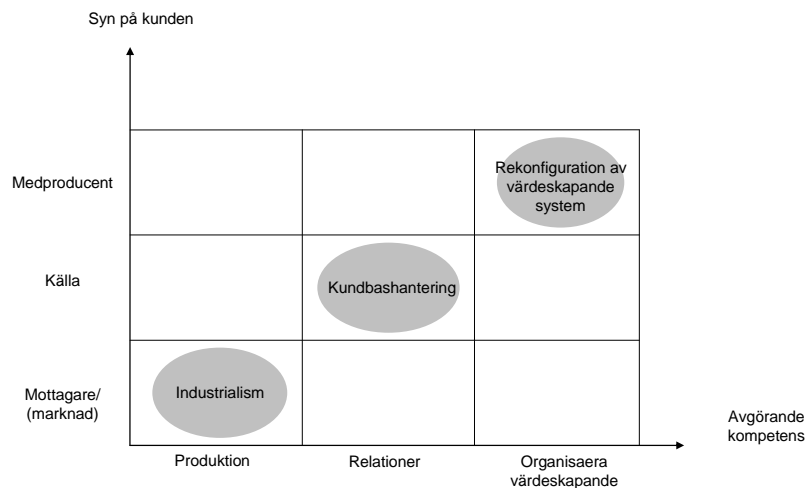 Syn på kunden
Medproducent
Rekonfiguration av
värdeskapande
system
Källa
Kundbashantering
Mottagare/
(marknad)
Industrialism
Avgörande
kompetens
Produktion
Relationer
Organisaera
värdeskapande